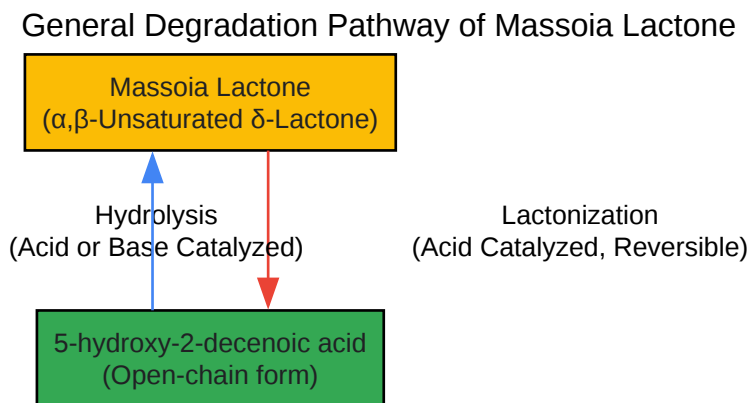 General Degradation Pathway of Massoia Lactone
Massoia Lactone
(α,β-Unsaturated δ-Lactone)
Hydrolysis
(Acid or Base Catalyzed)
Lactonization
(Acid Catalyzed, Reversible)
5-hydroxy-2-decenoic acid
(Open-chain form)